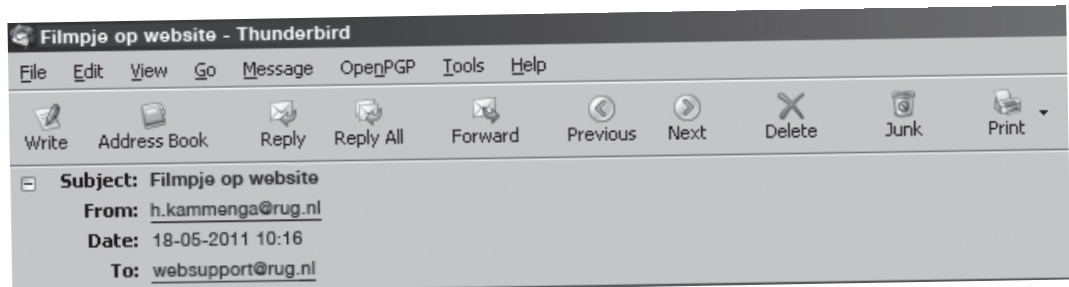 Filmpje op website - Thunderbird
File Edit View Go Message OpenPGP Tools Help
Write Address Book Reply Reply All Forward Previous Next Delete Junk Print
Subject: Filmpje op website
From: h.kammenga@rug.nl
Date: 18-05-2011 10:16
To: websupport@rug.nl